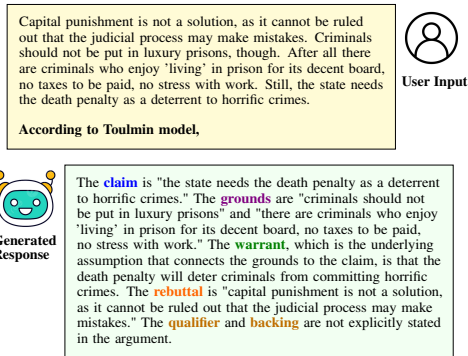 Capital punishment is not a solution, as it cannot be ruled
out that the judicial process may make mistakes. Criminals
should not be put in luxury prisons, though. After all there
are criminals who enjoy 'living' in prison for its decent board,
no taxes to be paid, no stress with work. Still, the state needs
the death penalty as a deterrent to horrific crimes.
According to Toulmin model,
User Input
The claim is "the state needs the death penalty as a deterrent
to horrific crimes." The grounds are "criminals should not
be put in luxury prisons" and "there are criminals who enjoy
'living' in prison for its decent board, no taxes to be paid,
no stress with work." The warrant, which is the underlying
assumption that connects the grounds to the claim, is that the
death penalty will deter criminals from committing horrific
crimes. The rebuttal is "capital punishment is not a solution,
as it cannot be ruled out that the judicial process may make
mistakes." The qualifier and backing are not explicitly stated
in the argument.
Generated
Response